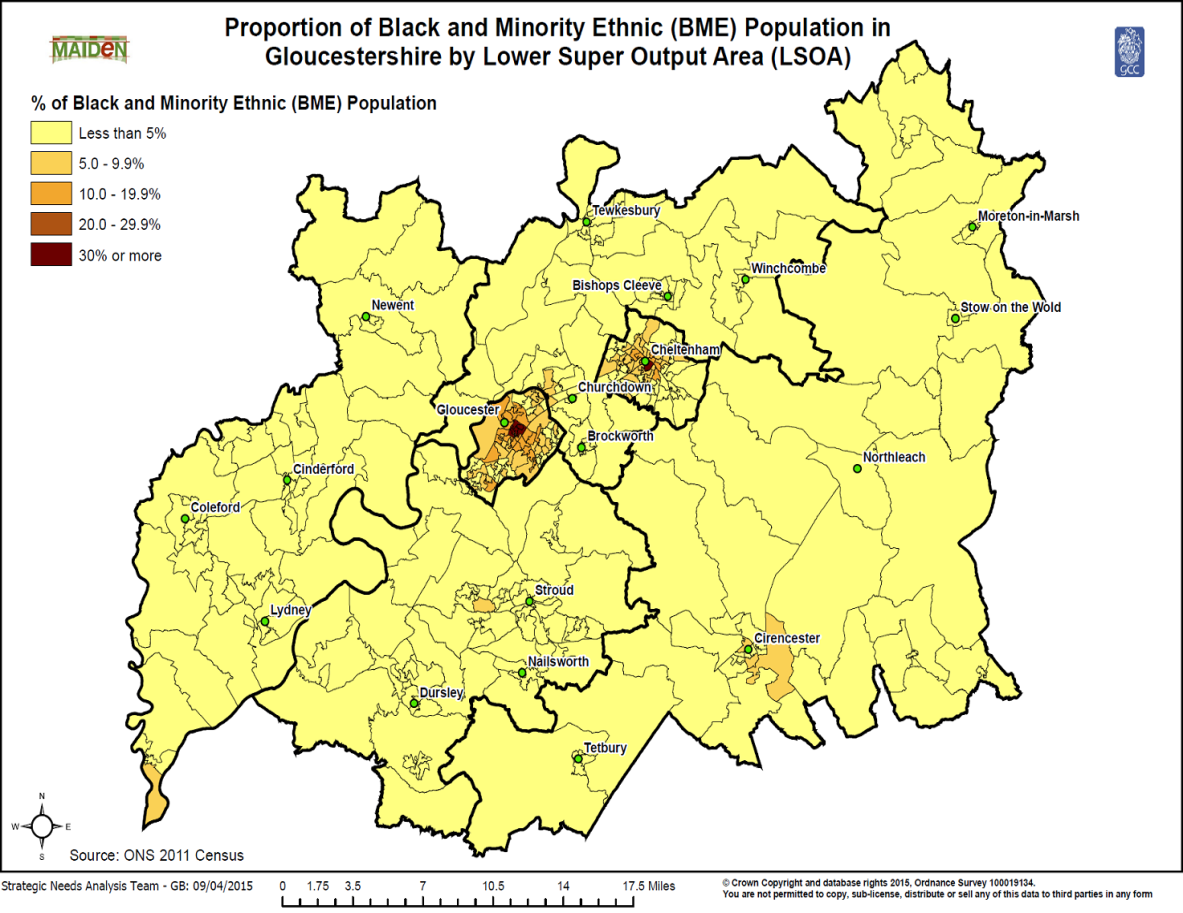 Proportion of Black and Minority Ethnic (BME) Population in
Gloucestershire by Lower Super Output Area (LSOA)
MAIDeN
GCC
% of Black and Minority Ethnic (BME) Population
Less than 5%
5.0 - 9.9%
10.0 - 19.9%
20.0 - 29.9%
30% or more
Tewkesbury
Moreton-in-Marsh
Winchcombe
Bishops Cleeve
Newent
Stow on the Wold
Cheltenham
Churchdown
Gloucester
Brockworth
Northleach
Cinderford
Coleford
Stroud
Lydney
Cirencester
Nailsworth
Dursley
Tetbury
N
W E
S
Source: ONS 2011 Census
Strategic Needs Analysis Team - GB: 09/04/2015
0 1.75 3.5 7 10.5 14 17.5 Miles
© Crown Copyright and database rights 2015, Ordnance Survey 100019134.
You are not permitted to copy, sub-license, distribute or sell any of this data to third parties in any form